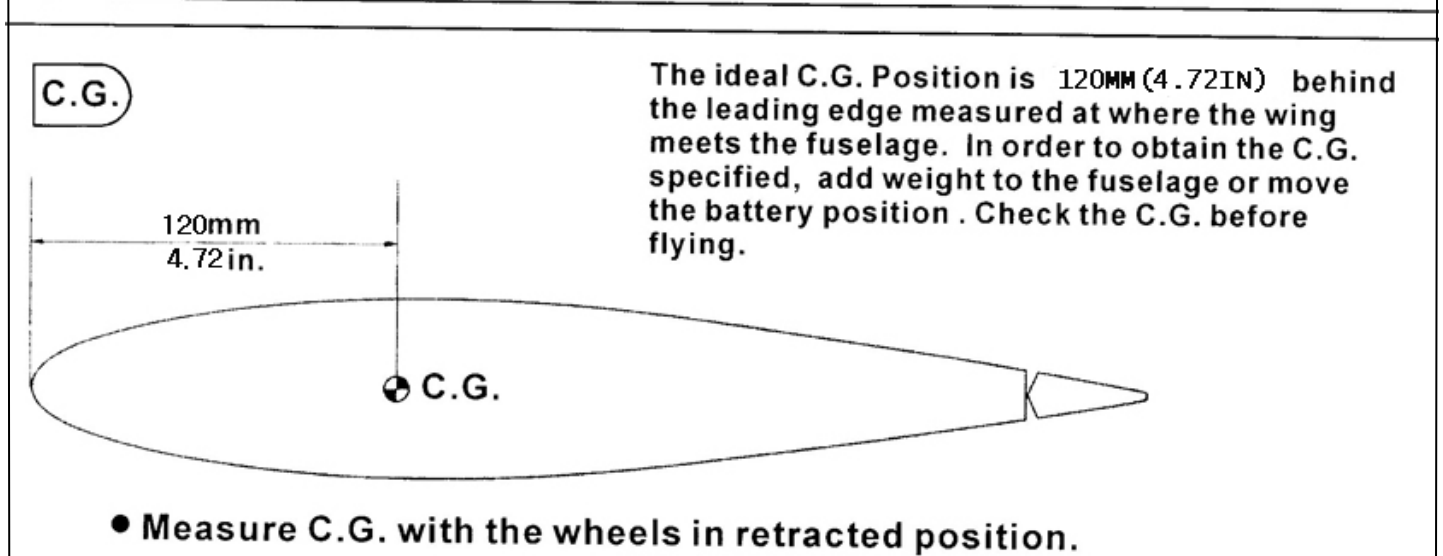 C.G.
The ideal C.G. Position is 120MM(4.72IN) behind
the leading edge measured at where the wing
meets the fuselage. In order to obtain the C.G.
specified, add weight to the fuselage or move
the battery position . Check the C.G. before
flying.
120mm
4.72in.
C.G.
● Measure C.G. with the wheels in retracted position.